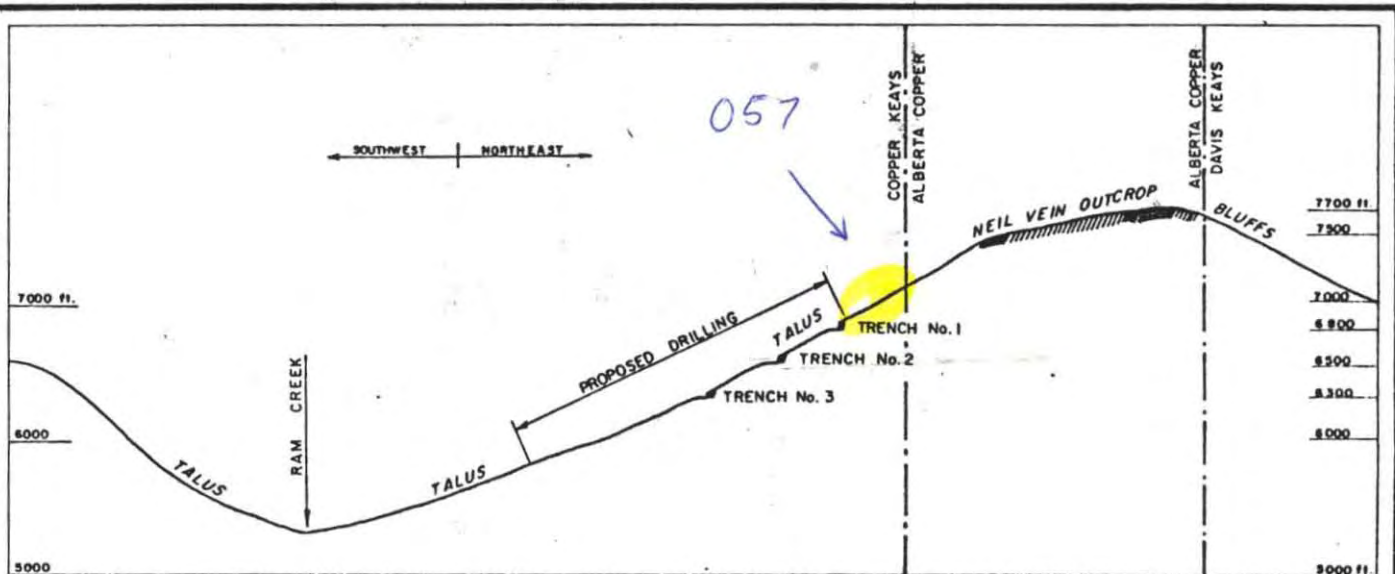 057
SOUTHWEST
NORTHEAST
COPPER KEAYS
ALBERTA COPPER
ALBERTA COPPER
DAVIS KEAYS
NEIL VEIN OUTCROP
BLUFFS
7700 ft.
7500
7000 ft.
7000
PROPOSED DRILLING
TALUS
TRENCH No. 1
6800
TRENCH No. 2
6500
TRENCH No. 3
6300
RAM CREEK
6000
6000
TALUS
TALUS
5000
5000 ft.